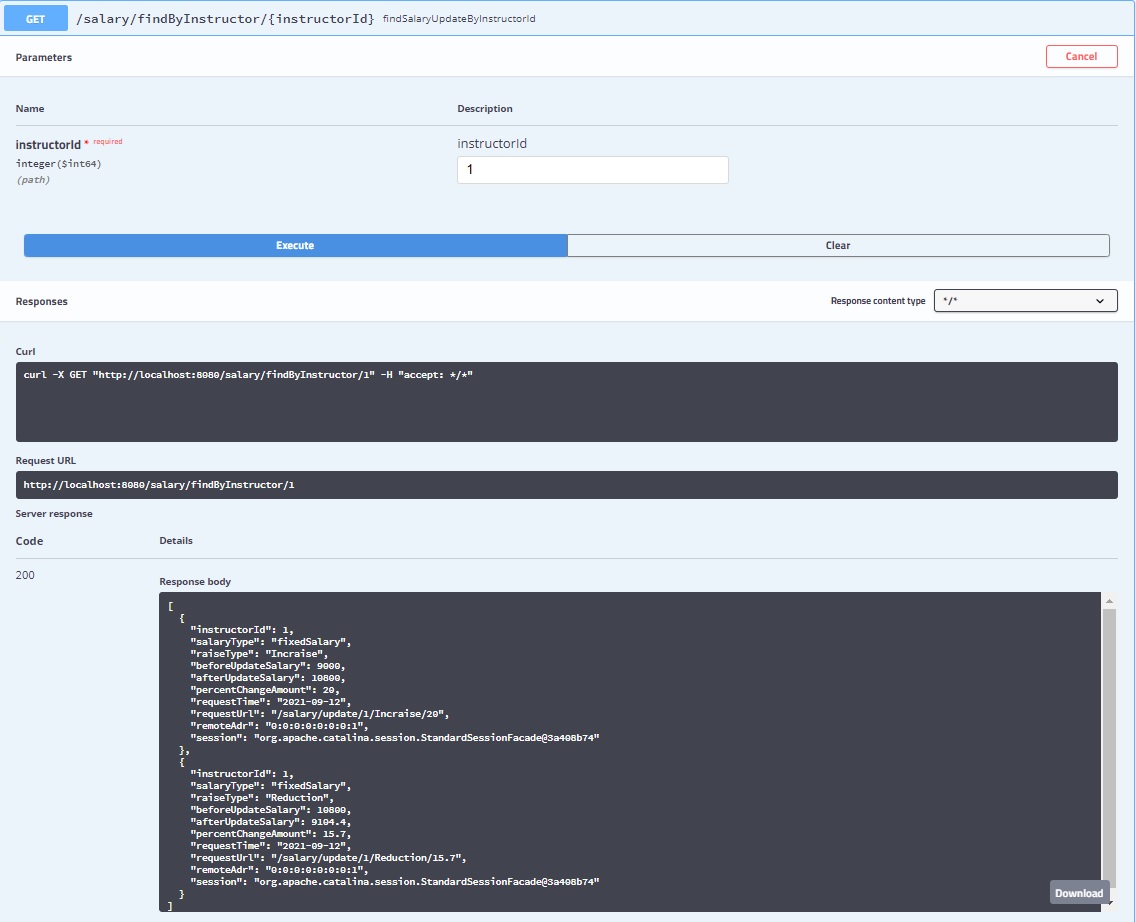 GET /salary/findByInstructor/{instructorId} findSalaryUpdateByInstructorId
Parameters
Cancel
Name Description
instructorId * required
integer($int64)
(path)
instructorId
1
Execute Clear
Responses
Response content type */*
Curl
curl -X GET "http://localhost:8080/salary/findByInstructor/1" -H "accept: */*"
Request URL
http://localhost:8080/salary/findByInstructor/1
Server response
Code Details
200
Response body
[
{
"instructorId": 1,
"salaryType": "fixedSalary",
"raiseType": "Incraise",
"beforeUpdateSalary": 9000,
"afterUpdateSalary": 10800,
"percentChangeAmount": 20,
"requestTime": "2021-09-12",
"requestUrl": "/salary/update/1/Incraise/20",
"remoteAdr": "0:0:0:0:0:0:0:1",
"session": "org.apache.catalina.session.StandardSessionFacade@3a408b74"
},
{
"instructorId": 1,
"salaryType": "fixedSalary",
"raiseType": "Reduction",
"beforeUpdateSalary": 10800,
"afterUpdateSalary": 9104.4,
"percentChangeAmount": 15.7,
"requestTime": "2021-09-12",
"requestUrl": "/salary/update/1/Reduction/15.7",
"remoteAdr": "0:0:0:0:0:0:0:1",
"session": "org.apache.catalina.session.StandardSessionFacade@3a408b74"
}
]
Download